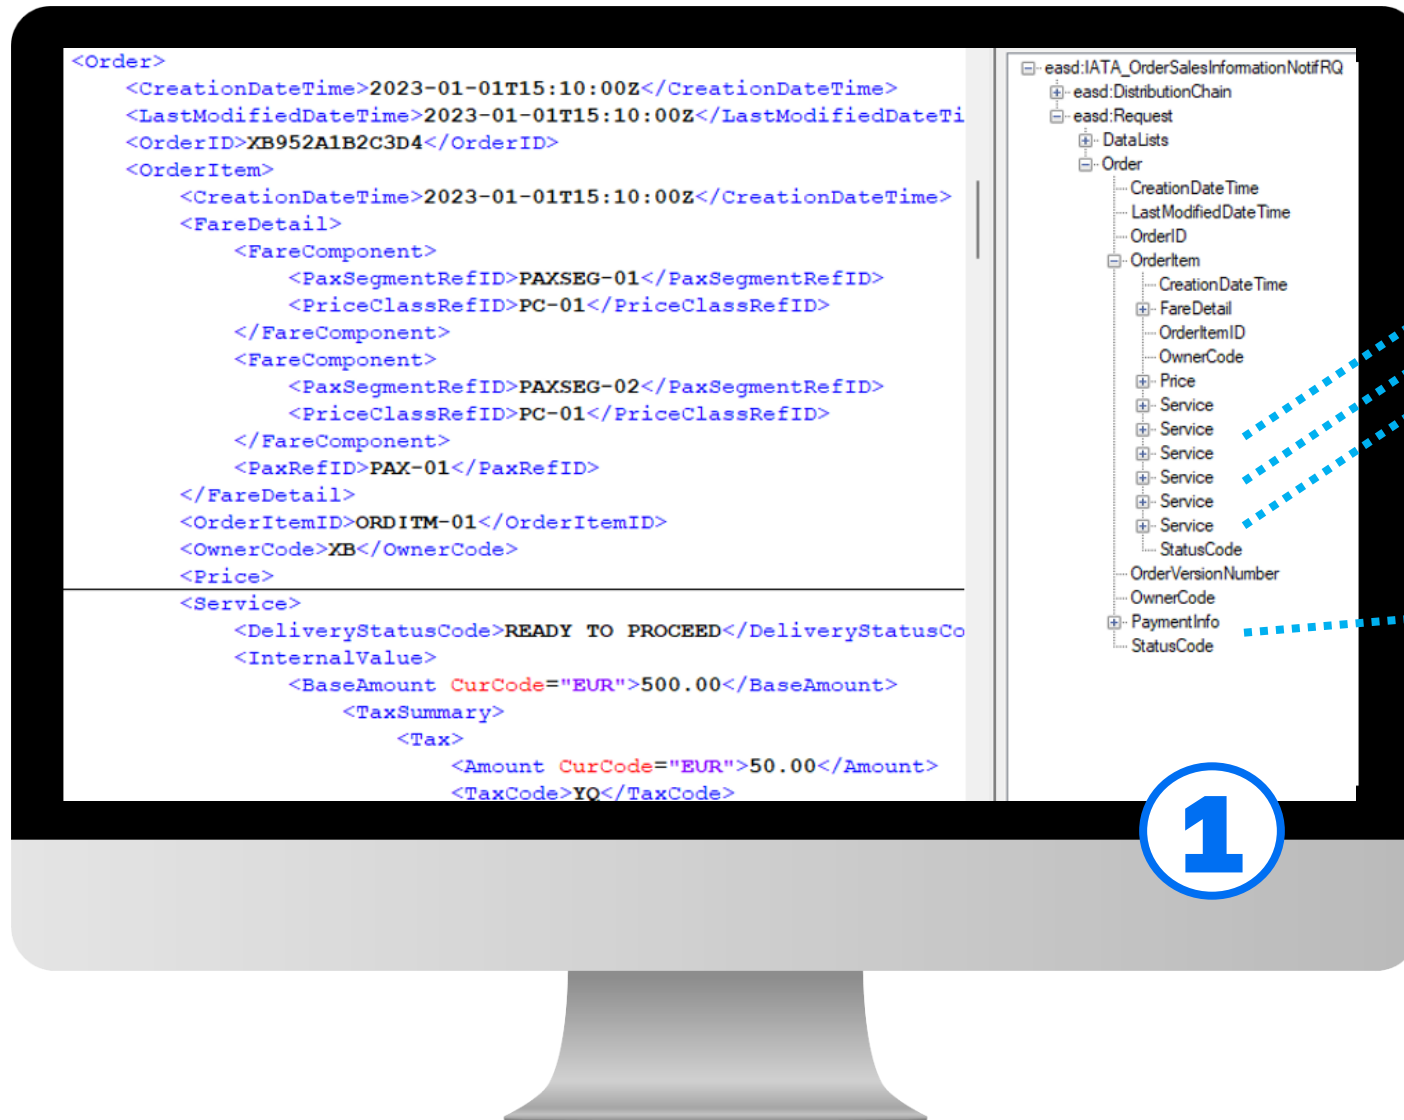 <Order>
<CreationDateTime>2023-01-01T15:10:00Z</CreationDateTime>
<LastModifiedDateTime>2023-01-01T15:10:00Z</LastModifiedDateTi
<OrderID>XB952A1B2C3D4</OrderID>
<OrderItem>
<CreationDateTime>2023-01-01T15:10:00Z</CreationDateTime>
<FareDetail>
<FareComponent>
<PaxSegmentRefID>PAXSEG-01</PaxSegmentRefID>
<PriceClassRefID>PC-01</PriceClassRefID>
</FareComponent>
<FareComponent>
<PaxSegmentRefID>PAXSEG-02</PaxSegmentRefID>
<PriceClassRefID>PC-01</PriceClassRefID>
</FareComponent>
<PaxRefID>PAX-01</PaxRefID>
</FareDetail>
<OrderItemID>ORDITM-01</OrderItemID>
<OwnerCode>XB</OwnerCode>
<Price>
<Service>
<DeliveryStatusCode>READY TO PROCEED</DeliveryStatusCo
<InternalValue>
<BaseAmount CurCode="EUR">500.00</BaseAmount>
<TaxSummary>
<Tax>
<Amount CurCode="EUR">50.00</Amount>
<TaxCode>YQ</TaxCode>
easd:IATA_OrderSalesInformationNotifRQ
easd:DistributionChain
easd:Request
DataLists
Order
CreationDateTime
LastModifiedDateTime
OrderID
OrderItem
CreationDateTime
FareDetail
OrderItemID
OwnerCode
Price
Service
Service
Service
Service
Service
Service
StatusCode
OrderVersionNumber
OwnerCode
PaymentInfo
StatusCode
1